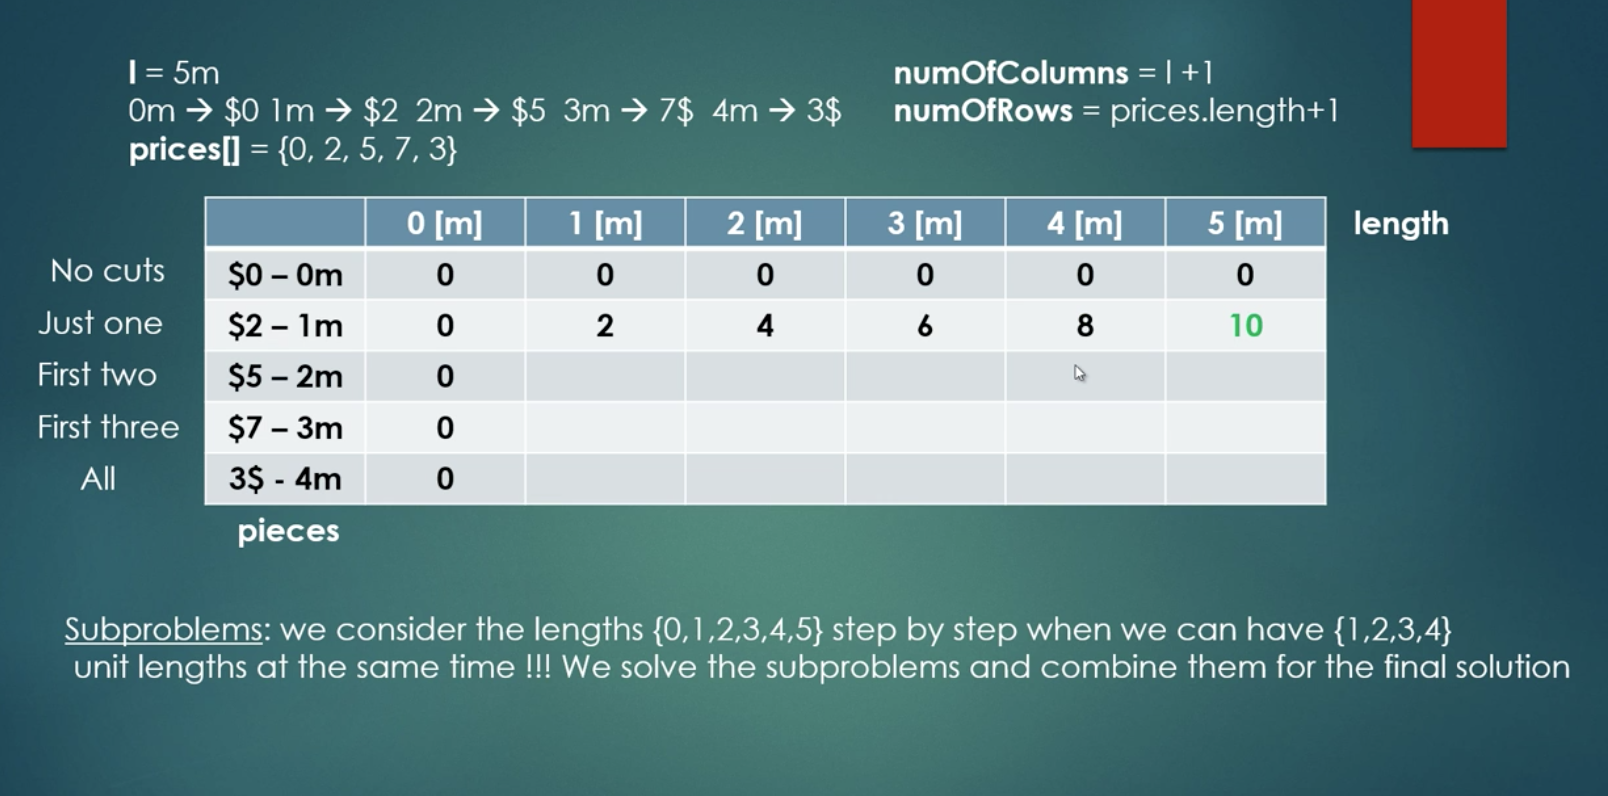 l = 5m
0m → $0 1m → $2 2m → $5 3m → 7$ 4m → 3$
prices[] = {0, 2, 5, 7, 3}
numOfColumns = l +1
numOfRows = prices.length+1
0 [m] 1 [m] 2 [m] 3 [m] 4 [m] 5 [m] length
No cuts $0 – 0m 0 0 0 0 0 0
Just one $2 – 1m 0 2 4 6 8 10
First two $5 – 2m 0
First three $7 – 3m 0
All 3$ - 4m 0
pieces
Subproblems: we consider the lengths {0,1,2,3,4,5} step by step when we can have {1,2,3,4}
unit lengths at the same time !!! We solve the subproblems and combine them for the final solution